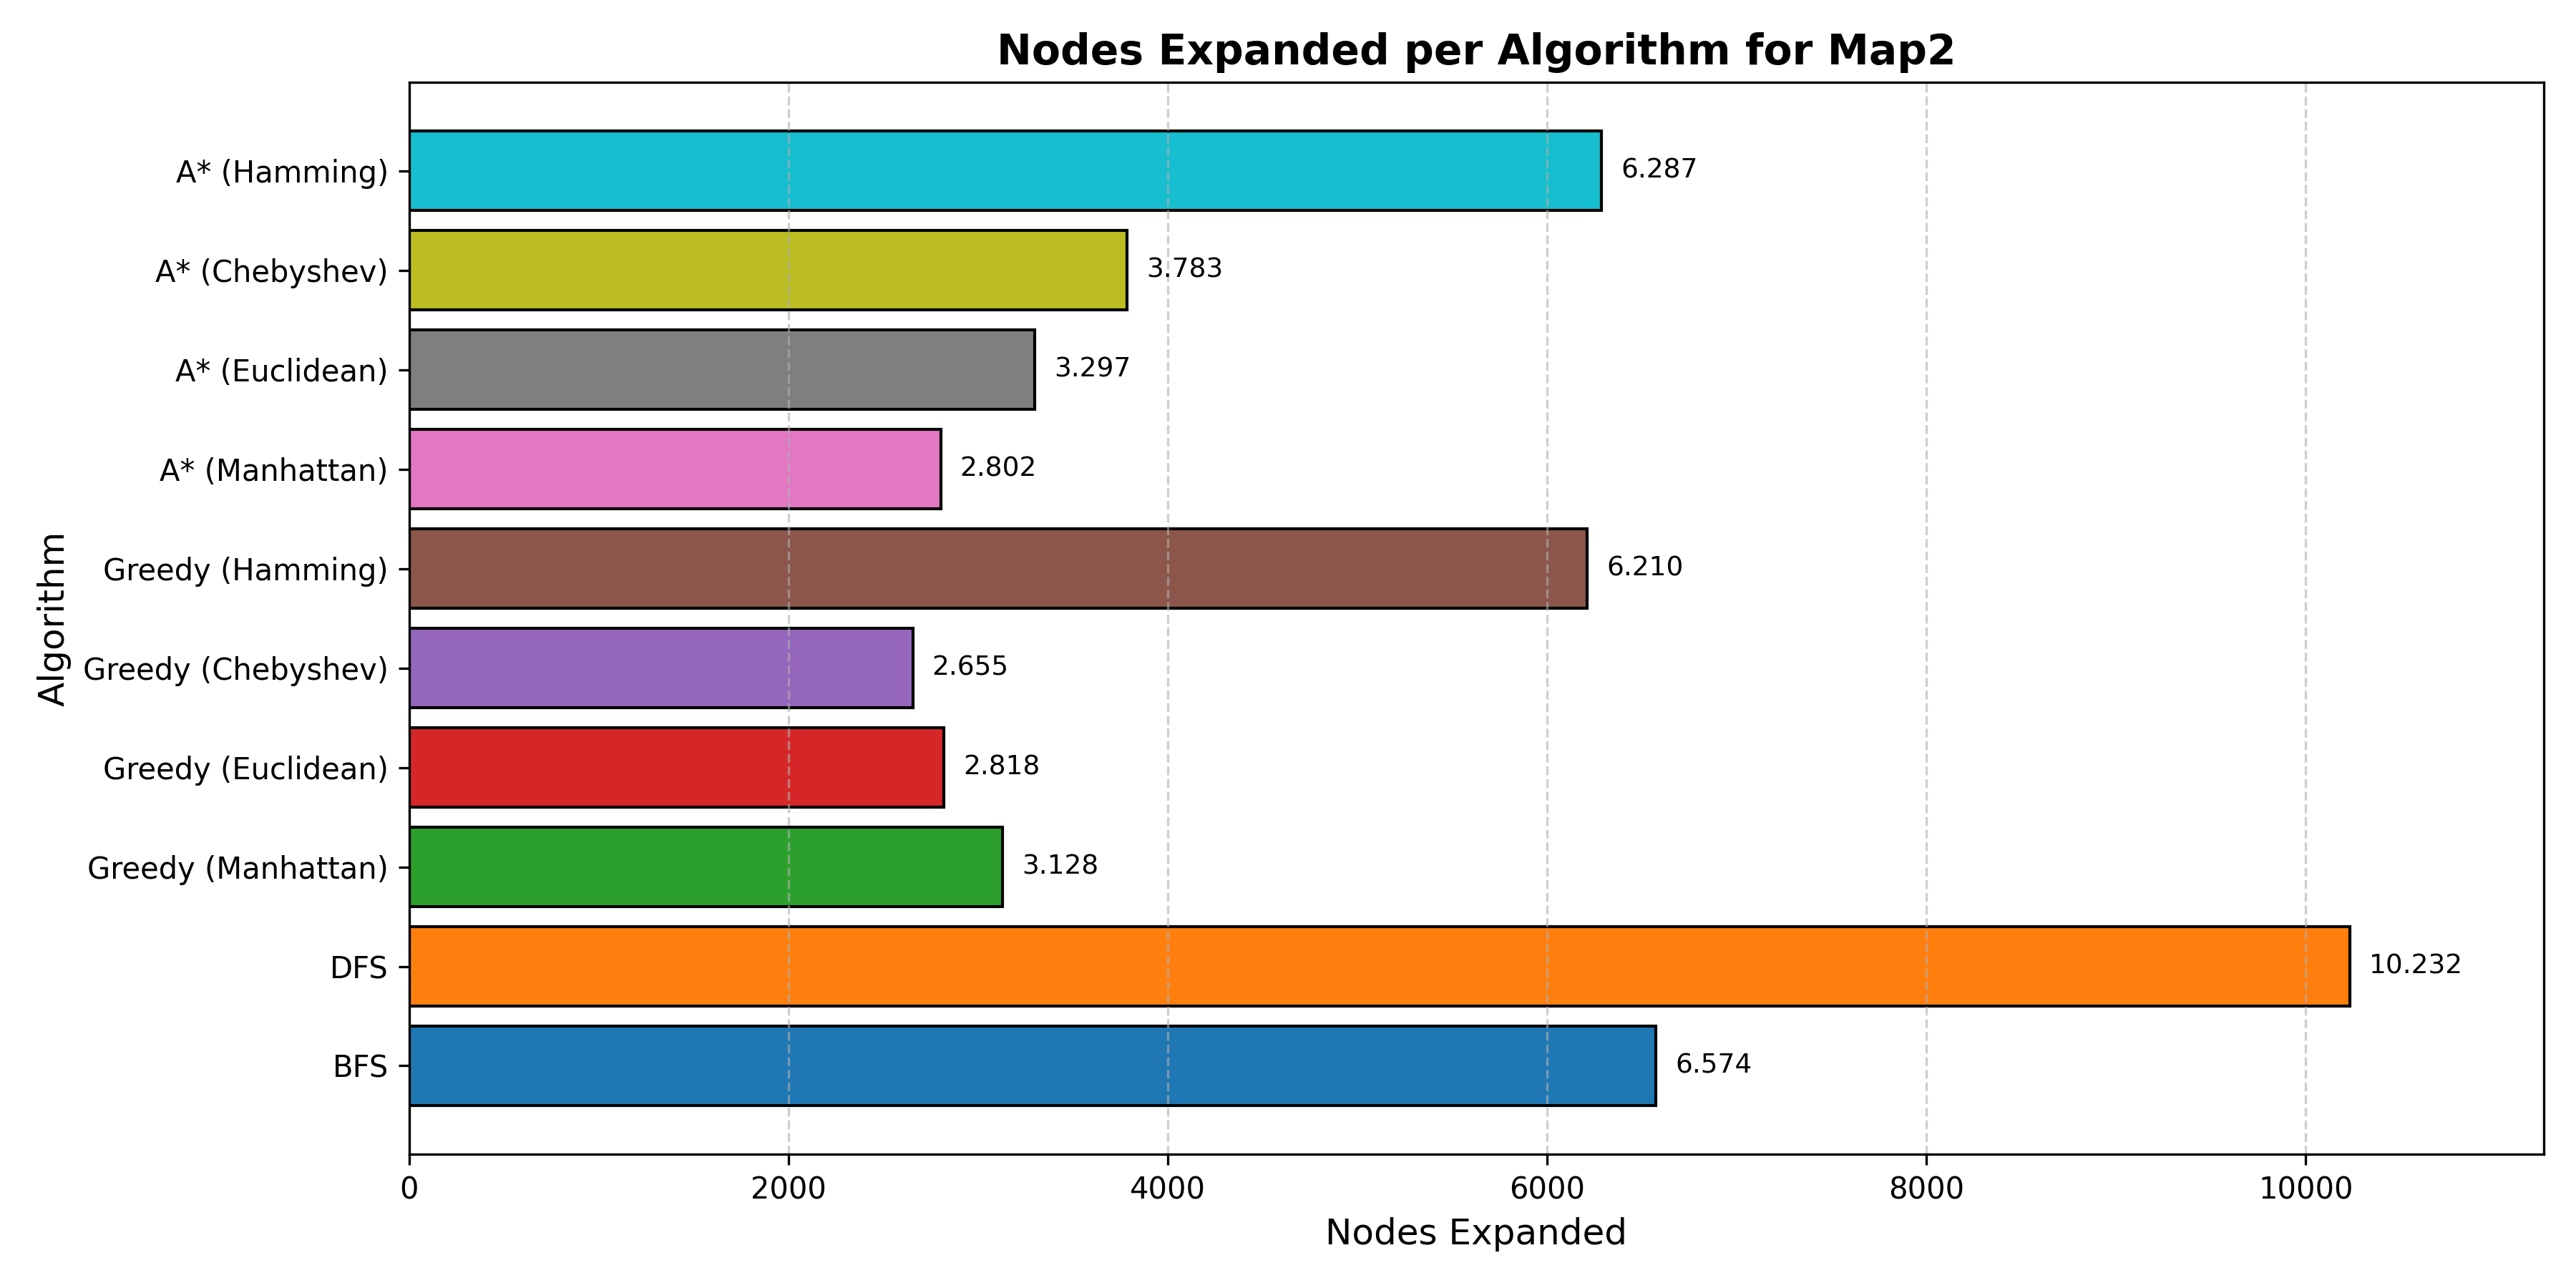 Nodes Expanded per Algorithm for Map2
Algorithm
A* (Hamming) 6.287
A* (Chebyshev) 3.783
A* (Euclidean) 3.297
A* (Manhattan) 2.802
Greedy (Hamming) 6.210
Greedy (Chebyshev) 2.655
Greedy (Euclidean) 2.818
Greedy (Manhattan) 3.128
DFS 10.232
BFS 6.574
0 2000 4000 6000 8000 10000
Nodes Expanded